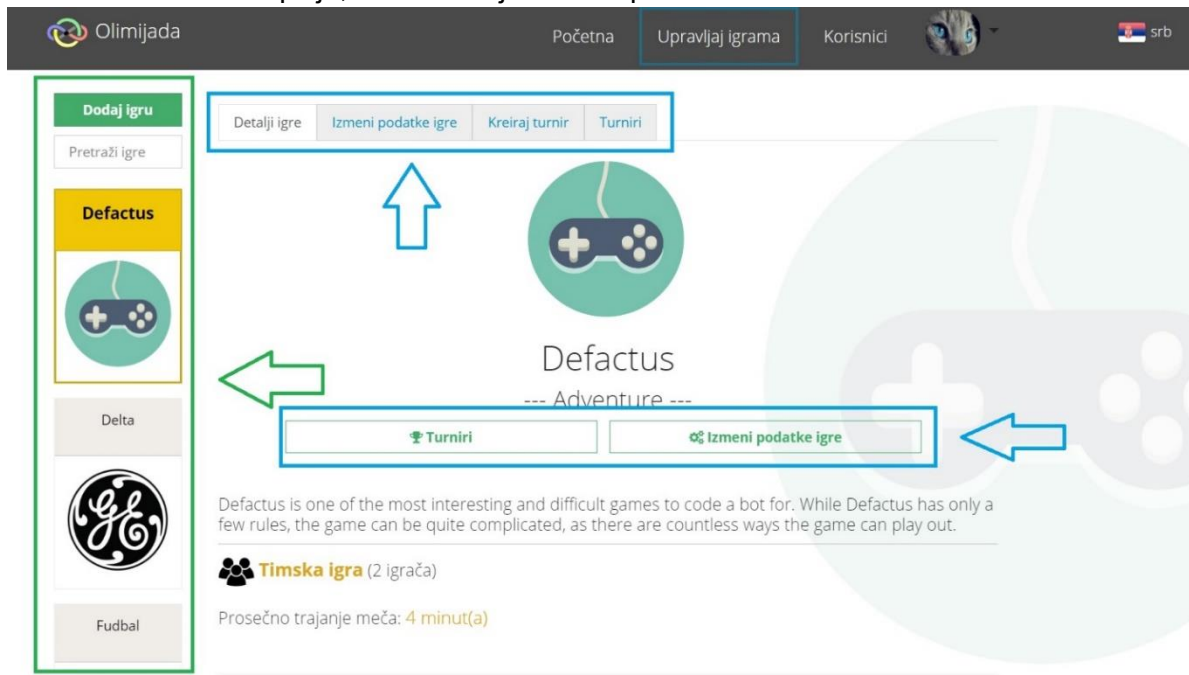 Olimijada
Početna
Upravljaj igrama
Korisnici
srb
Dodaj igru
Pretraži igre
Defactus
Delta
GE
Fudbal
Detalji igre
Izmeni podatke igre
Kreiraj turnir
Turniri
Defactus
--- Adventure ---
Turniri
Izmeni podatke igre
Defactus is one of the most interesting and difficult games to code a bot for. While Defactus has only a
few rules, the game can be quite complicated, as there are countless ways the game can play out.
Timska igra (2 igrača)
Prosečno trajanje meča: 4 minut(a)